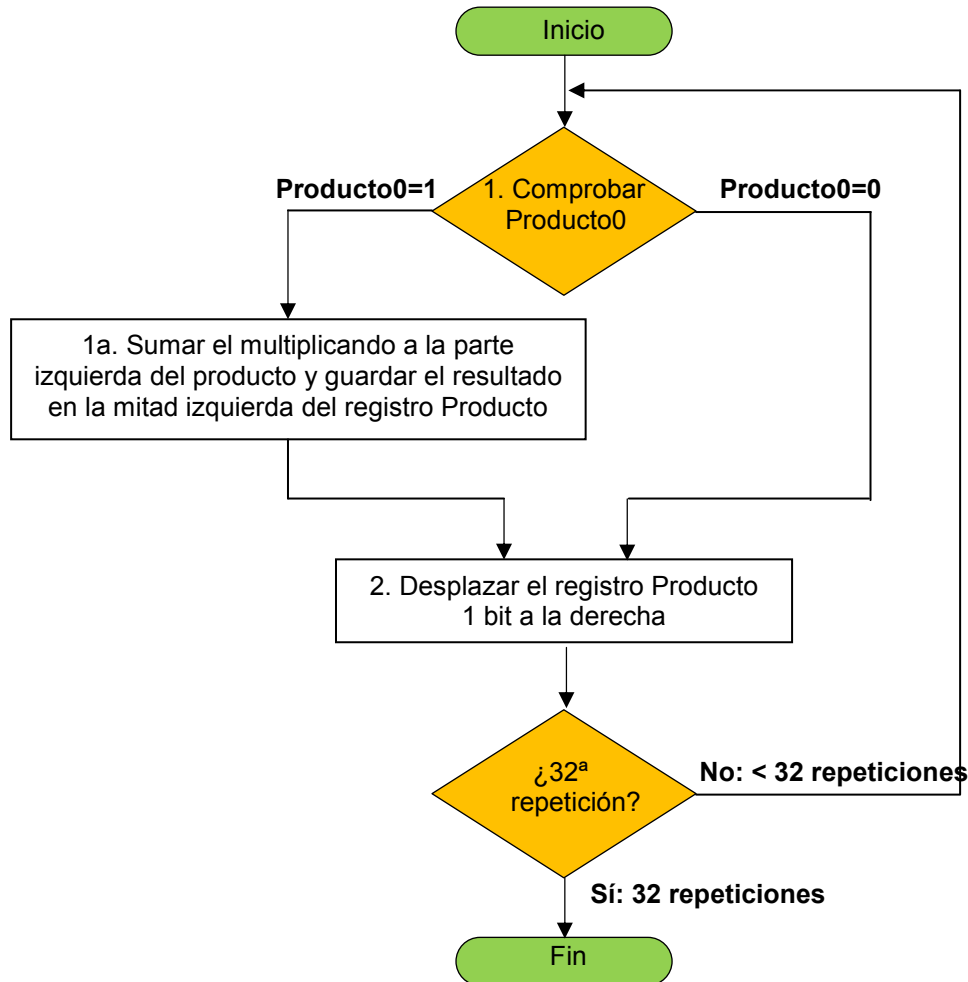 Inicio
Producto0=1
1. Comprobar
Producto0
Producto0=0
1a. Sumar el multiplicando a la parte
izquierda del producto y guardar el resultado
en la mitad izquierda del registro Producto
2. Desplazar el registro Producto
1 bit a la derecha
¿32ª
repetición?
No: < 32 repeticiones
Sí: 32 repeticiones
Fin